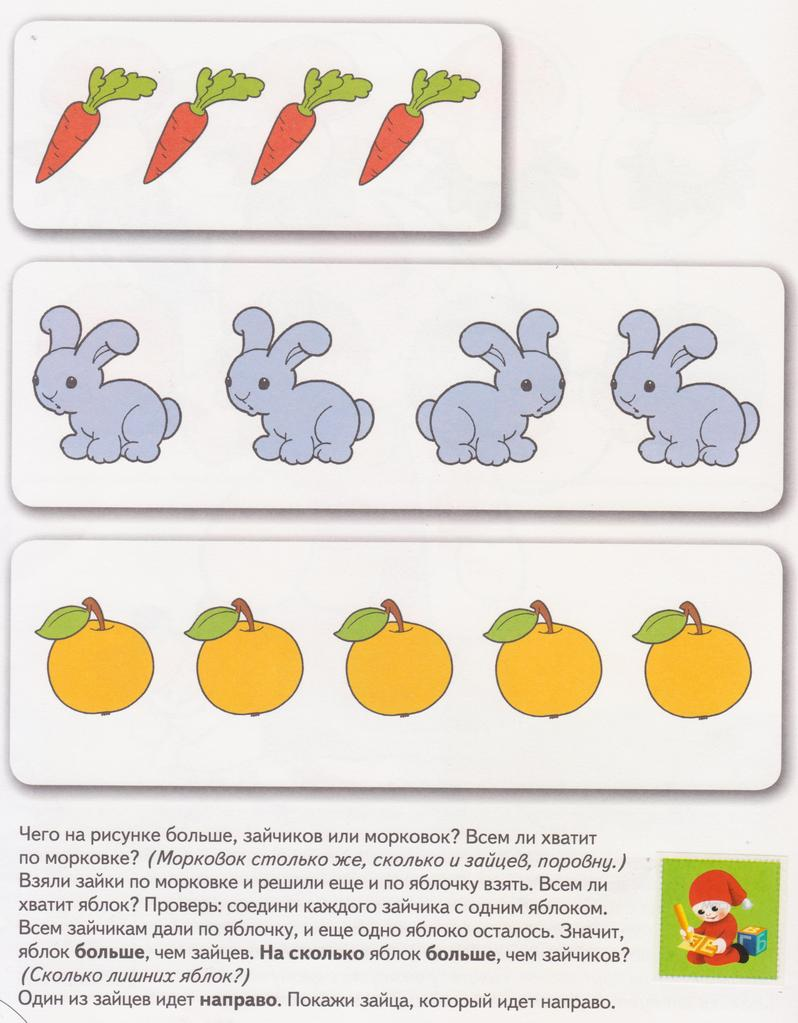 Чего на рисунке больше, зайчиков или морковок? Всем ли хватит
по морковке? (Морковок столько же, сколько и зайцев, поровну.)
Взяли зайки по морковке и решили еще и по яблочку взять. Всем ли
хватит яблок? Проверь: соедини каждого зайчика с одним яблоком.
Всем зайчикам дали по яблочку, и еще одно яблоко осталось. Значит,
яблок больше, чем зайцев. На сколько яблок больше, чем зайчиков?
(Сколько лишних яблок?)
Один из зайцев идет направо. Покажи зайца, который идет направо.